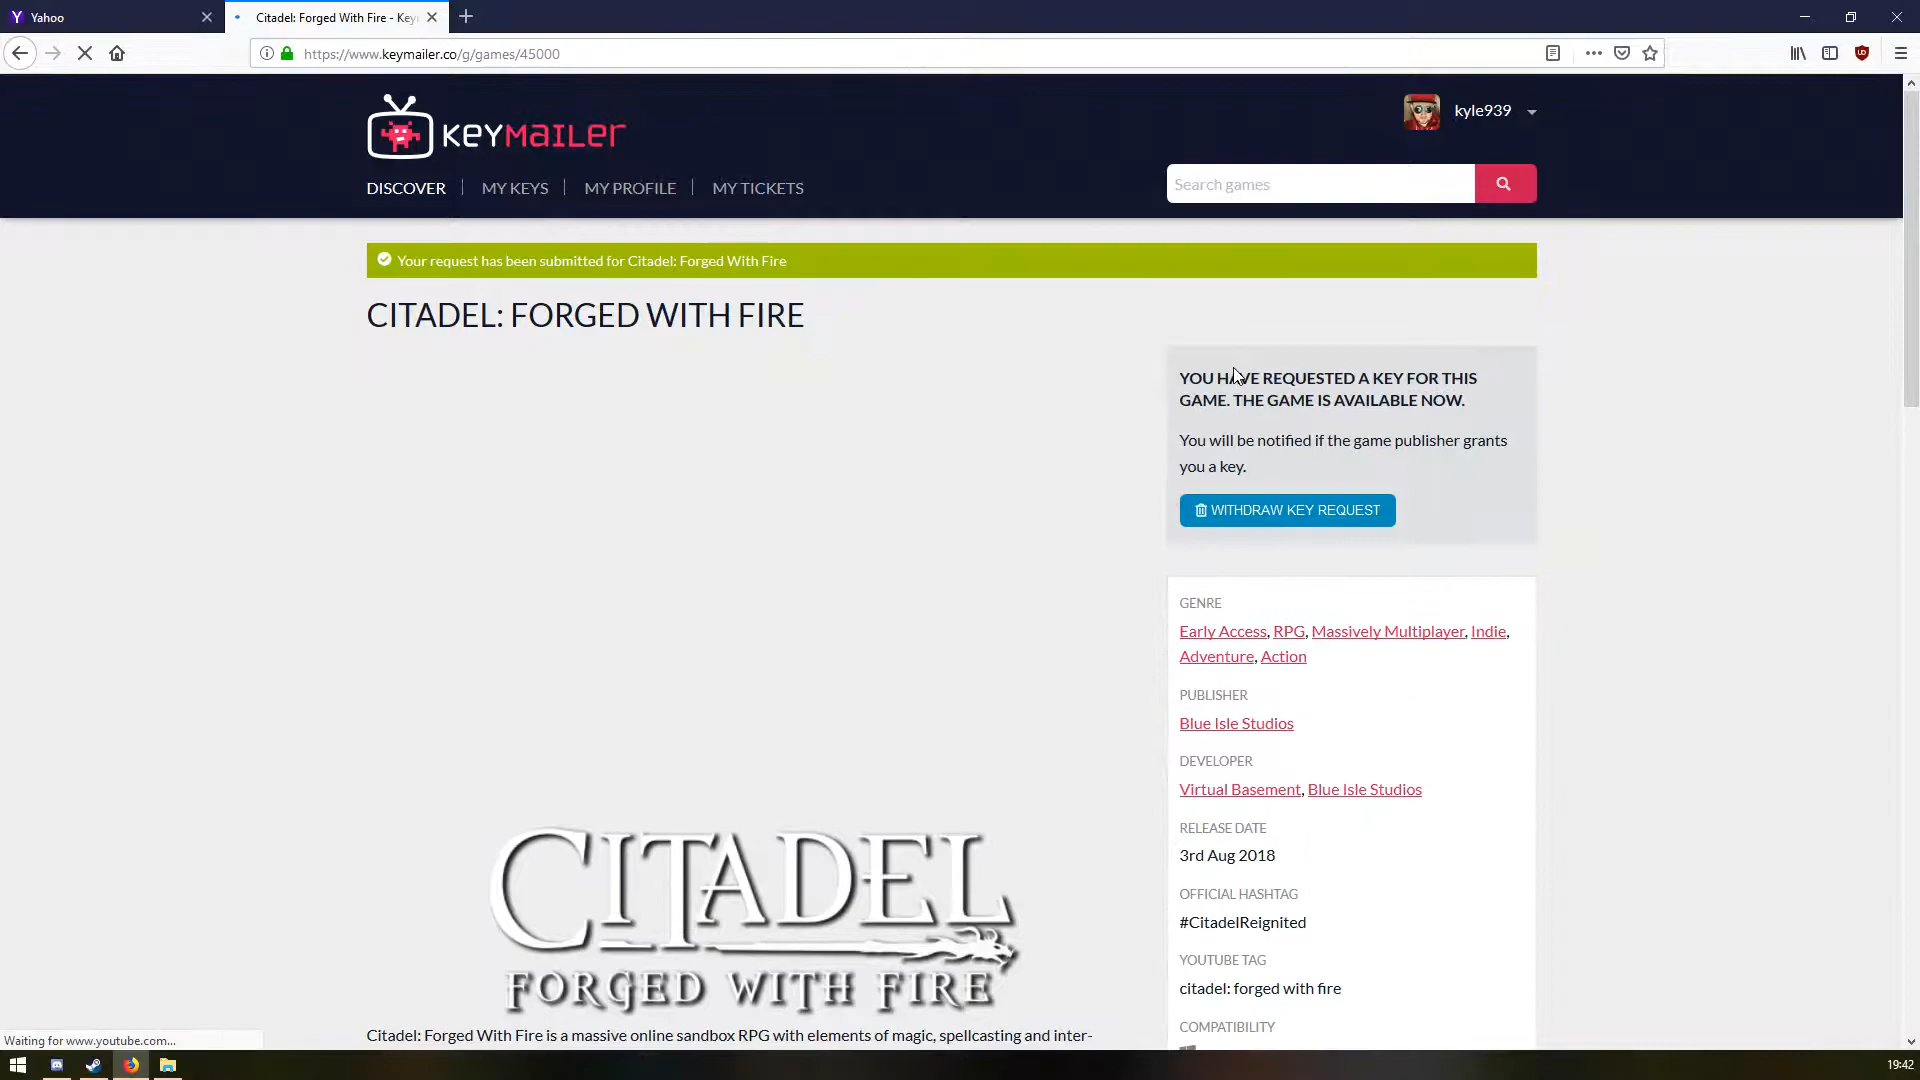 Yahoo
Citadel: Forged With Fire - Key
https://www.keymailer.co/g/games/45000
KEYMAILER
kyle939
DISCOVER
MY KEYS
MY PROFILE
MY TICKETS
Search games
Your request has been submitted for Citadel: Forged With Fire
CITADEL: FORGED WITH FIRE
YOU HAVE REQUESTED A KEY FOR THIS
GAME. THE GAME IS AVAILABLE NOW.
You will be notified if the game publisher grants
you a key.
WITHDRAW KEY REQUEST
GENRE
Early Access, RPG, Massively Multiplayer, Indie,
Adventure, Action
PUBLISHER
Blue Isle Studios
DEVELOPER
Virtual Basement, Blue Isle Studios
RELEASE DATE
3rd Aug 2018
OFFICIAL HASHTAG
#CitadelReignited
YOUTUBE TAG
citadel: forged with fire
COMPATIBILITY
CITADEL
FORGED WITH FIRE
Citadel: Forged With Fire is a massive online sandbox RPG with elements of magic, spellcasting and inter-
Waiting for www.youtube.com...
19:42